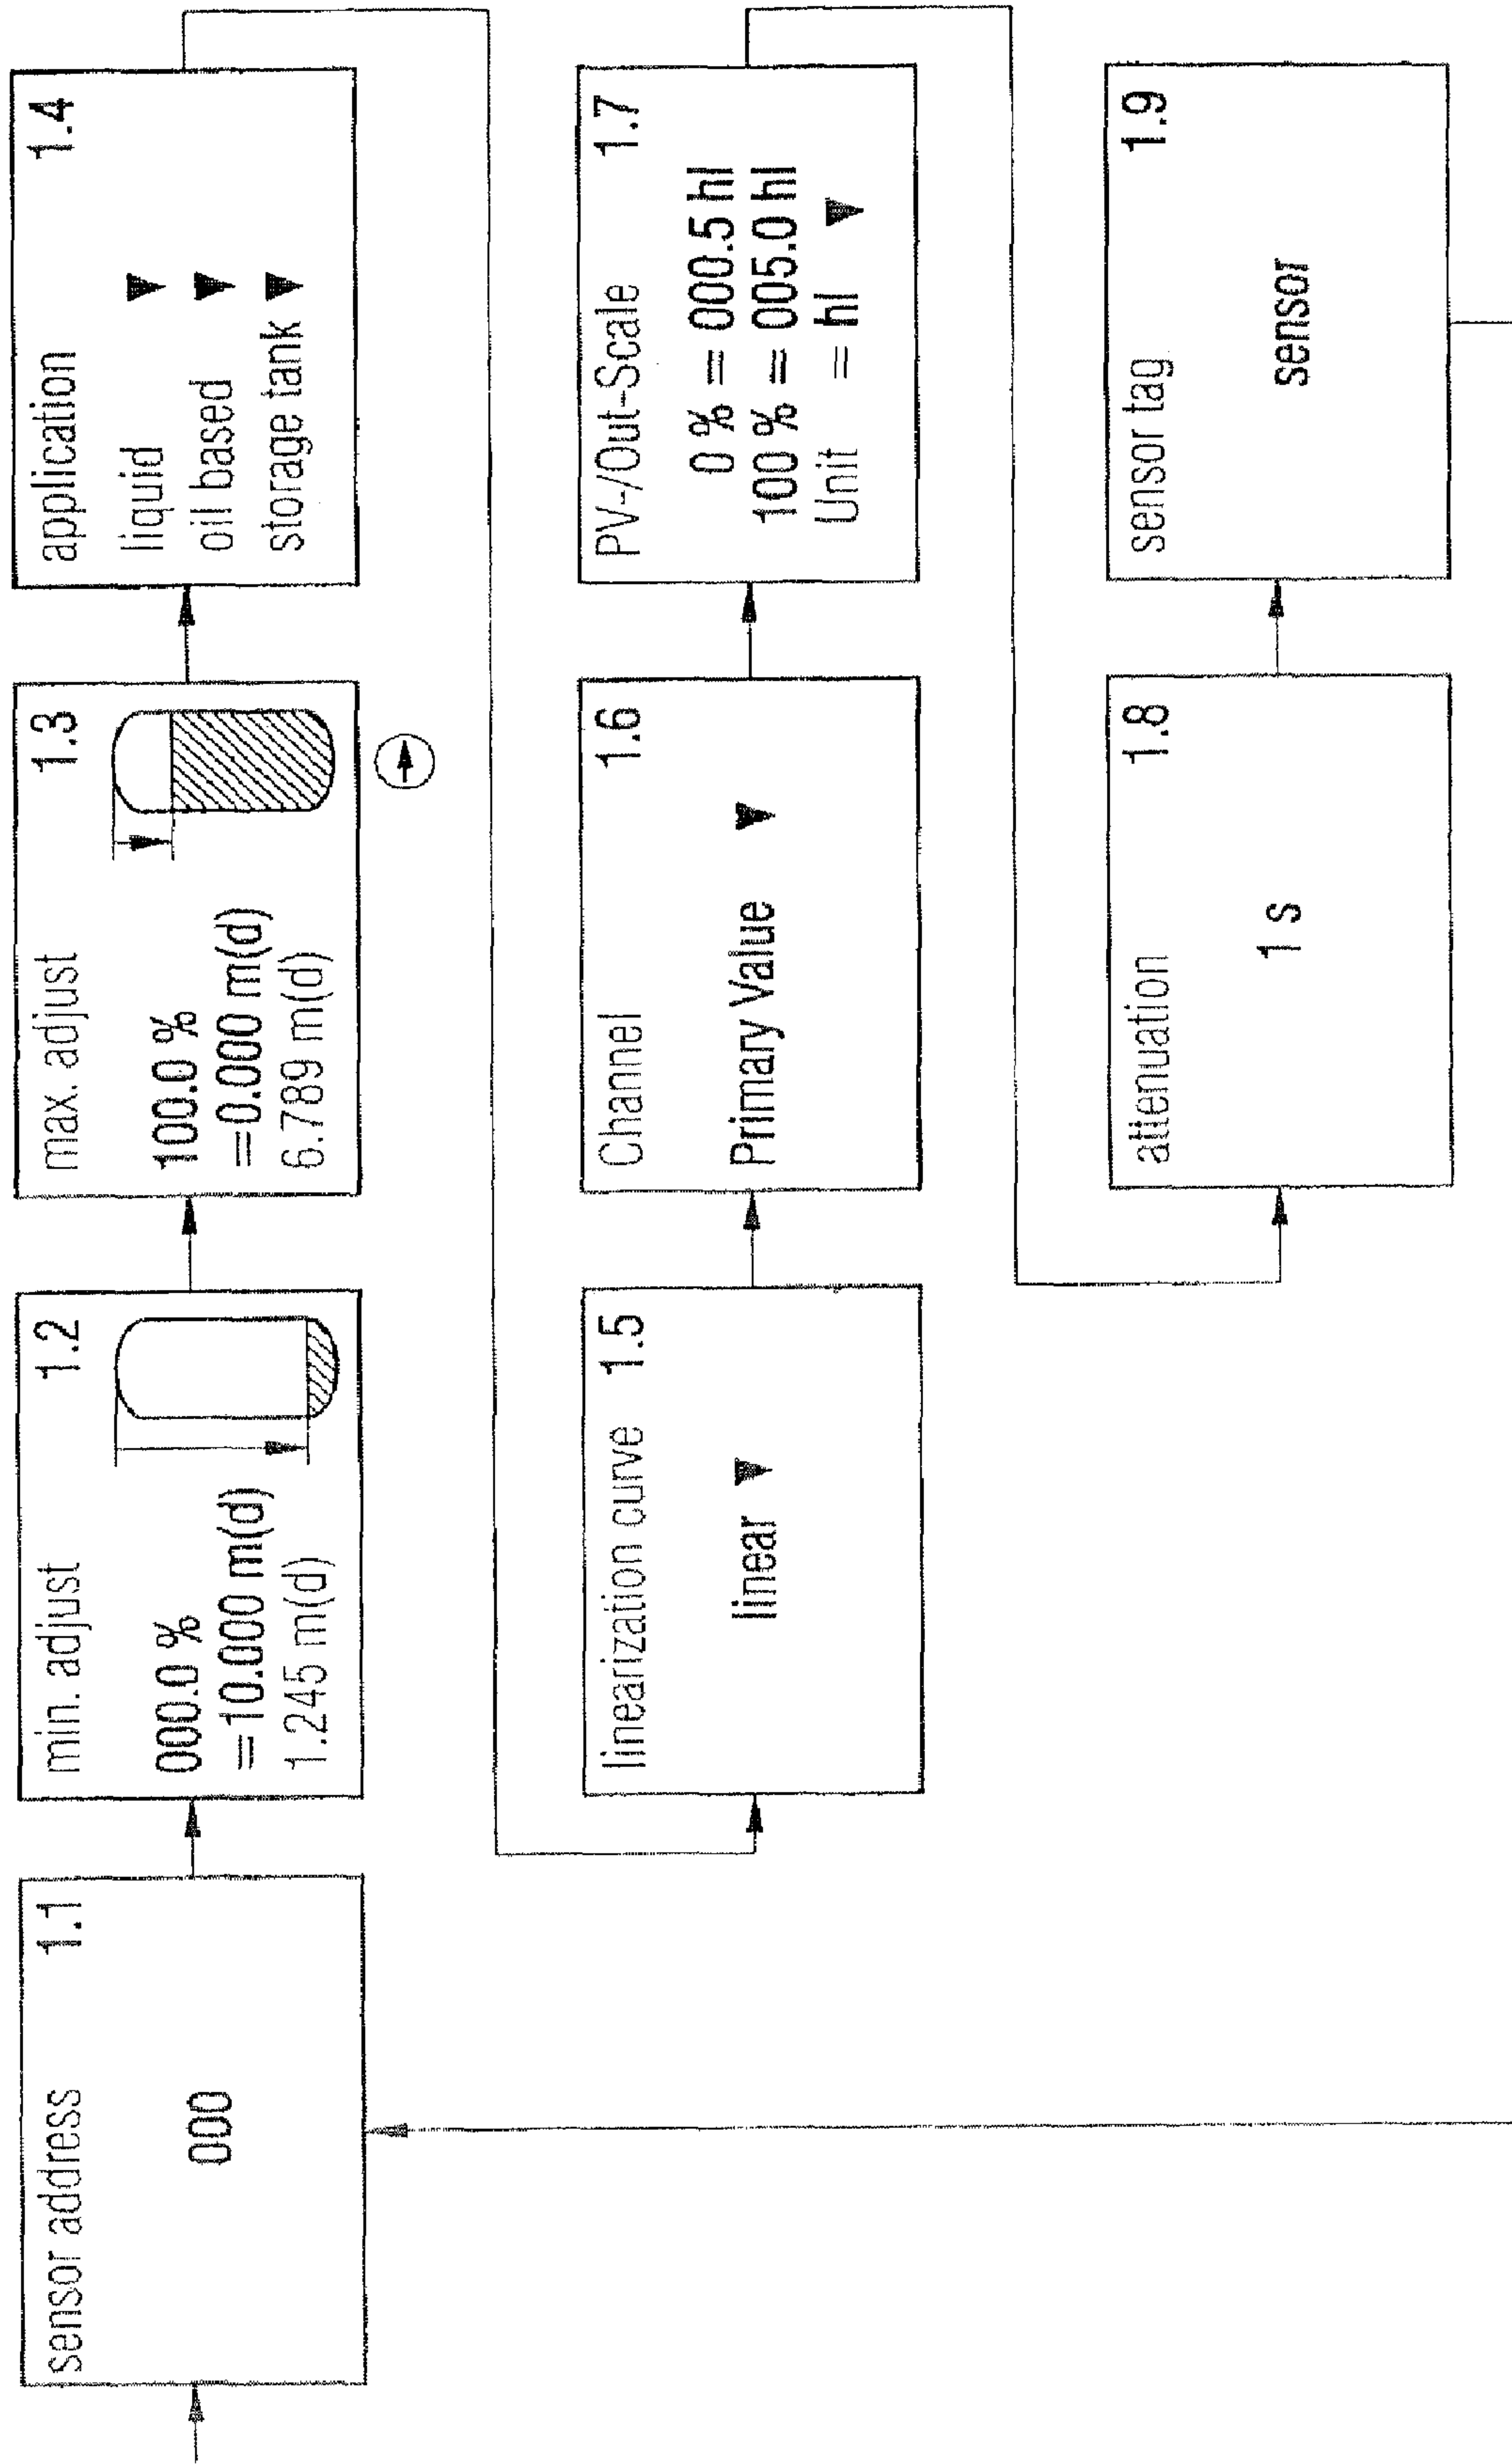 sensor address 1.1
000
min. adjust 1.2
000.0 %
=10.000 m(d)
1.245 m(d)
max. adjust 1.3
100.0 %
=0.000 m(d)
6.789 m(d)
application 1.4
liquid ▼
oil based ▼
storage tank ▼
linearization curve 1.5
linear ▼
Channel 1.6
Primary Value ▼
PV-/Out-Scale 1.7
0 % = 000.5 hl
100 % = 005.0 hl
Unit = hl ▼
attenuation 1.8
1 s
sensor tag 1.9
sensor